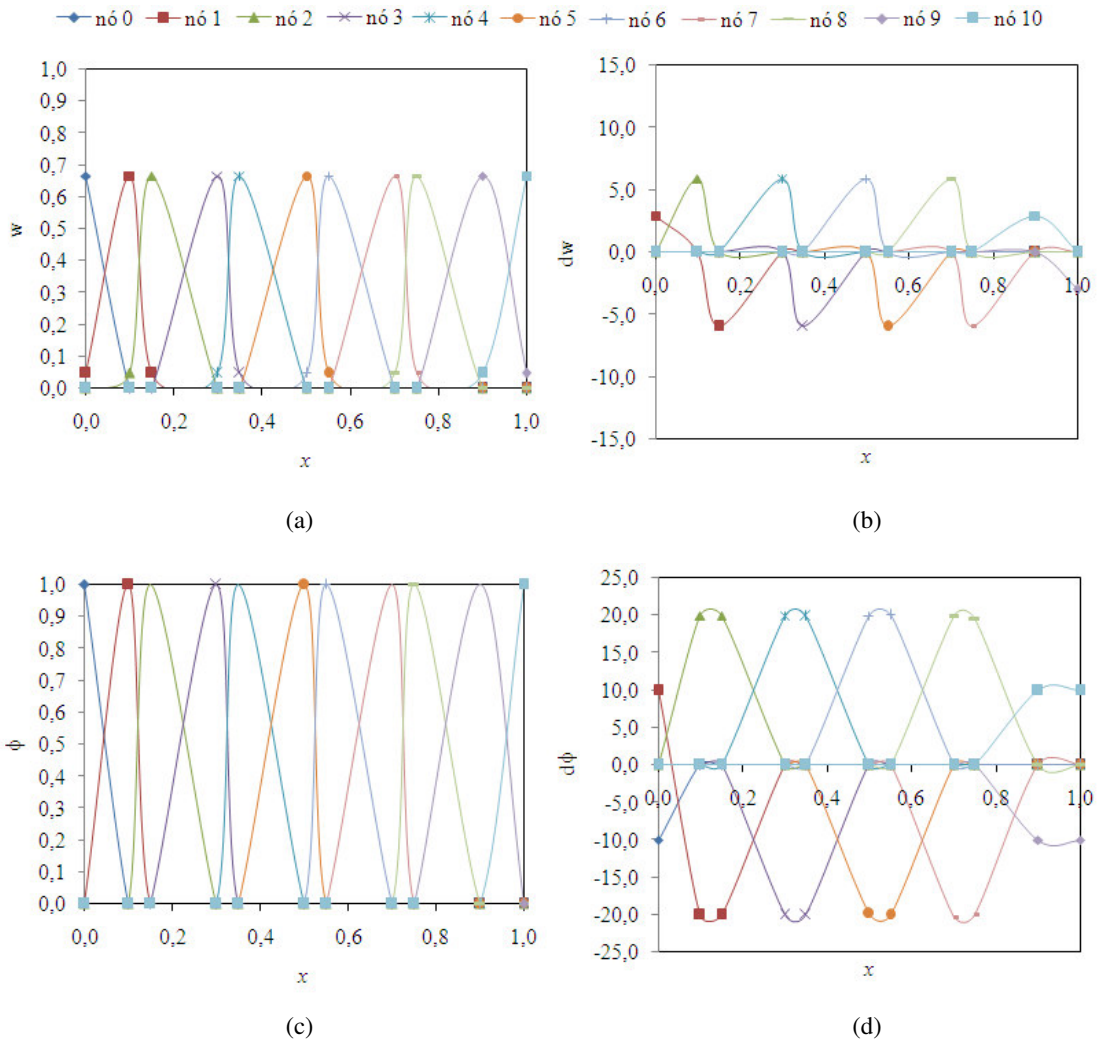 nó 0 nó 1 nó 2 nó 3 nó 4 nó 5 nó 6 nó 7 nó 8 nó 9 nó 10
1,0
0,9
0,8
0,7
0,6
0,5
0,4
0,3
0,2
0,1
0,0
w
0,0 0,2 0,4 0,6 0,8 1,0
x
(a)
15,0
10,0
5,0
0,0
-5,0
-10,0
-15,0
dw
0,0 0,2 0,4 0,6 0,8 1,0
x
(b)
1,0
0,9
0,8
0,7
0,6
0,5
0,4
0,3
0,2
0,1
0,0
ϕ
0,0 0,2 0,4 0,6 0,8 1,0
x
(c)
25,0
20,0
15,0
10,0
5,0
0,0
-5,0
-10,0
-15,0
-20,0
-25,0
dϕ
0,0 0,2 0,4 0,6 0,8 1,0
x
(d)